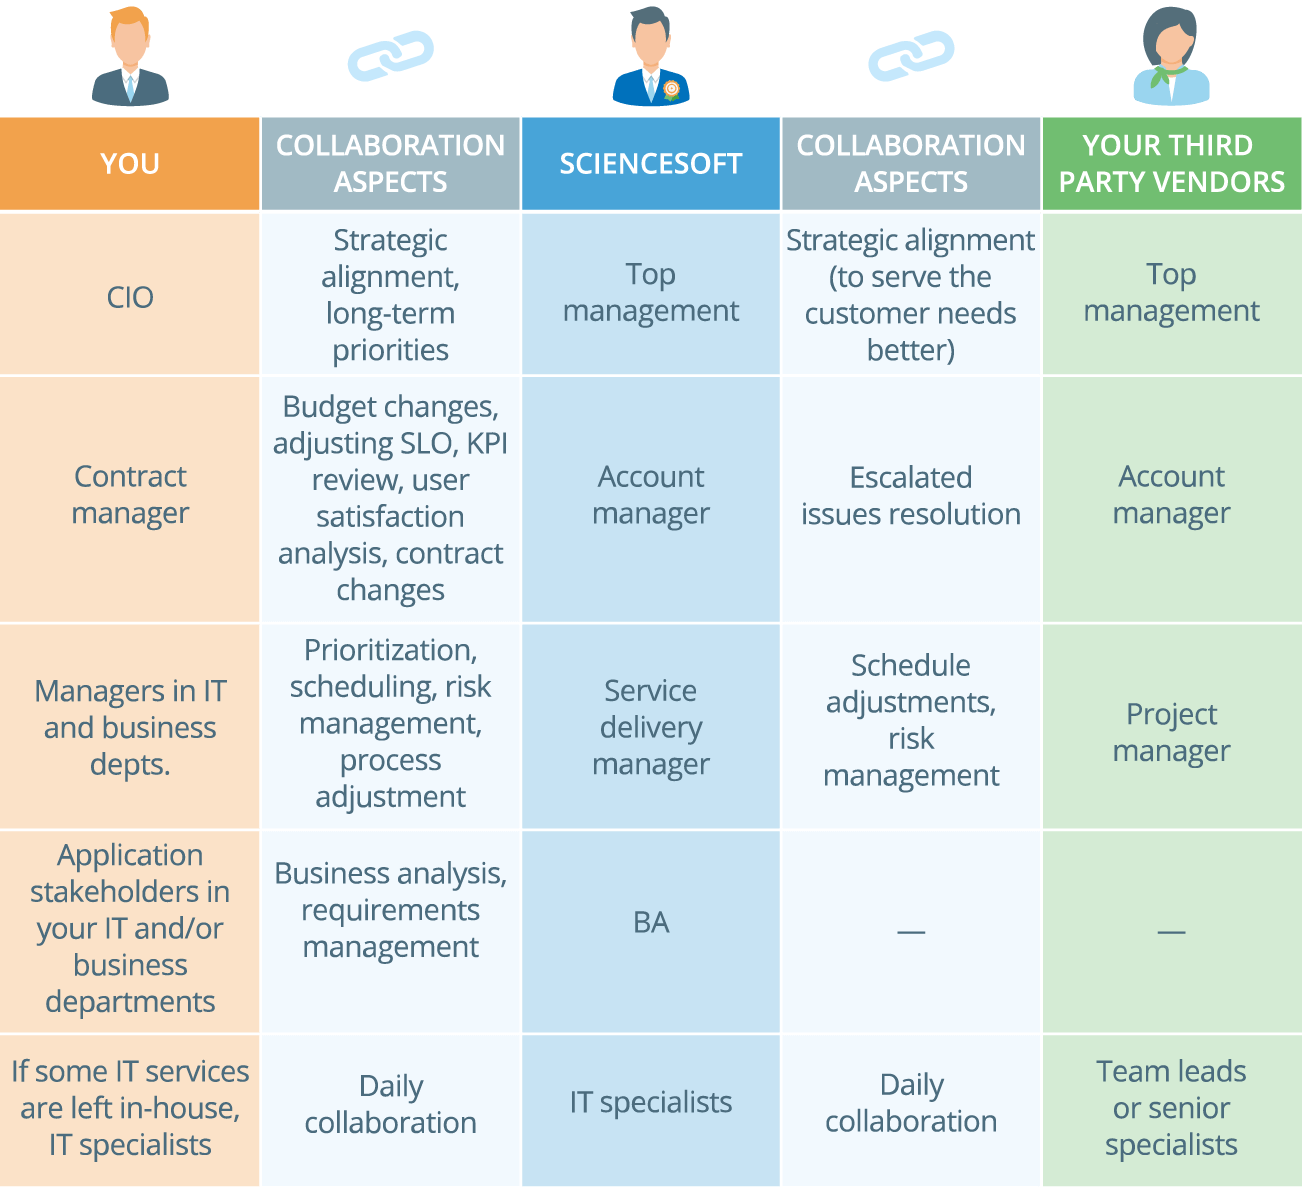 YOU
COLLABORATION
ASPECTS
SCIENCESOFT
COLLABORATION
ASPECTS
YOUR THIRD
PARTY VENDORS
CIO
Strategic
alignment,
long-term
priorities
Top
management
Strategic alignment
(to serve the
customer needs
better)
Top
management
Contract
manager
Budget changes,
adjusting SLO, KPI
review, user
satisfaction
analysis, contract
changes
Account
manager
Escalated
issues resolution
Account
manager
Managers in IT
and business
depts.
Prioritization,
scheduling, risk
management,
process
adjustment
Service
delivery
manager
Schedule
adjustments,
risk
management
Project
manager
Application
stakeholders in
your IT and/or
business
departments
Business analysis,
requirements
management
BA
—
—
If some IT services
are left in-house,
IT specialists
Daily
collaboration
IT specialists
Daily
collaboration
Team leads
or senior
specialists